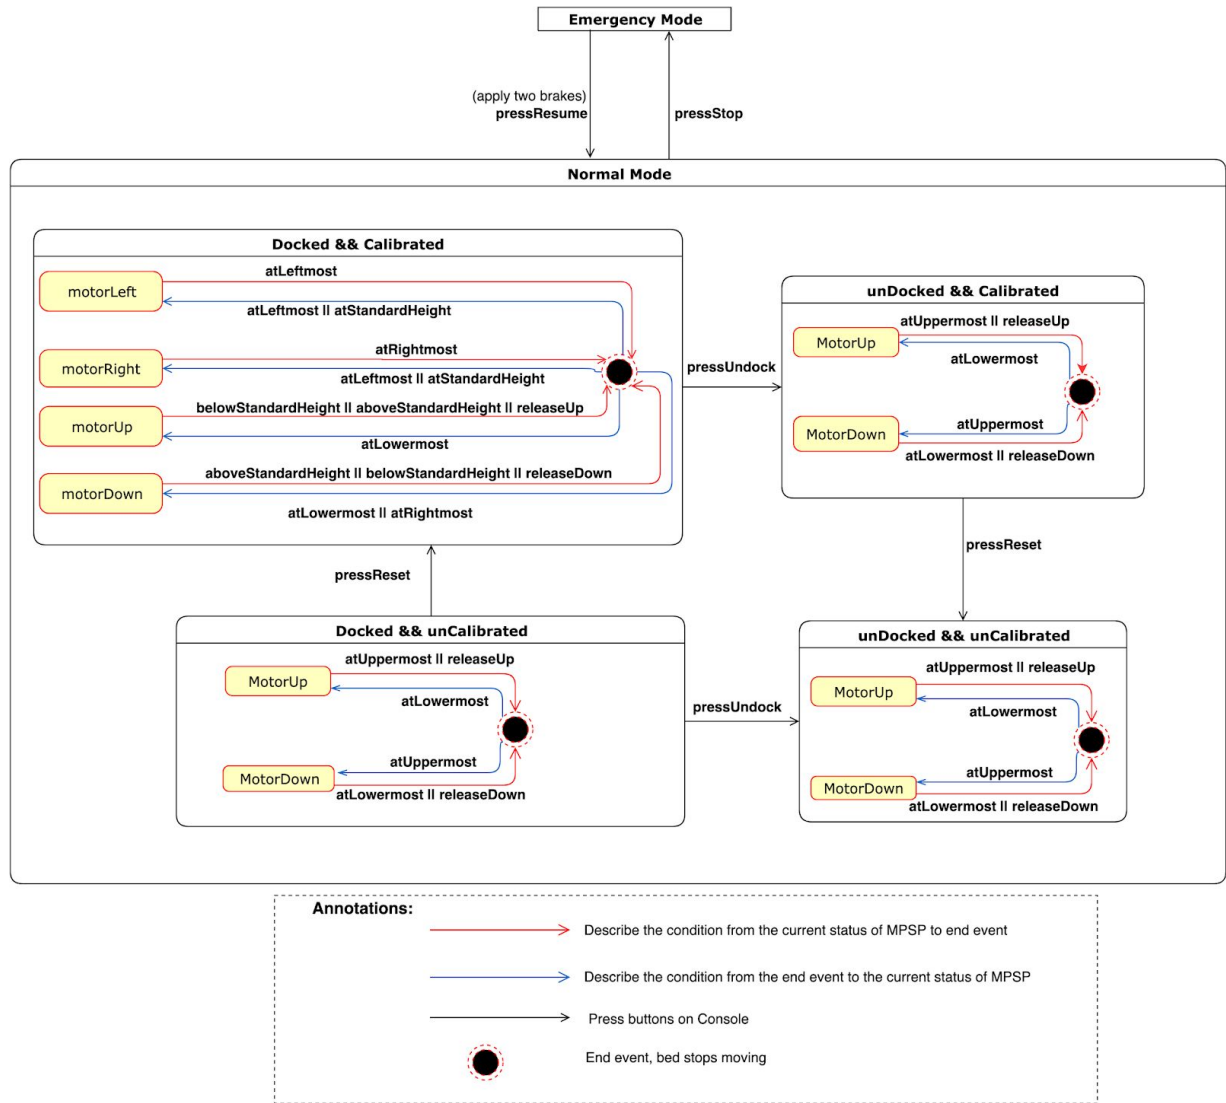 Emergency Mode
(apply two brakes)
pressResume
pressStop
Normal Mode
Docked && Calibrated
motorLeft
atLeftmost
atLeftmost || atStandardHeight
motorRight
atRightmost
atLeftmost || atStandardHeight
motorUp
belowStandardHeight || aboveStandardHeight || releaseUp
atLowermost
motorDown
aboveStandardHeight || belowStandardHeight || releaseDown
atLowermost || atRightmost
pressUndock
unDocked && Calibrated
MotorUp
atUppermost || releaseUp
atLowermost
MotorDown
atUppermost
atLowermost || releaseDown
pressReset
pressReset
Docked && unCalibrated
MotorUp
atUppermost || releaseUp
atLowermost
MotorDown
atUppermost
atLowermost || releaseDown
pressUndock
unDocked && unCalibrated
MotorUp
atUppermost || releaseUp
atLowermost
MotorDown
atUppermost
atLowermost || releaseDown
Annotations:
Describe the condition from the current status of MPSP to end event
Describe the condition from the end event to the current status of MPSP
Press buttons on Console
End event, bed stops moving